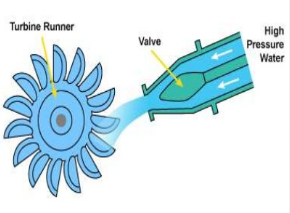 Turbine Runner
Valve
High
Pressure
Water